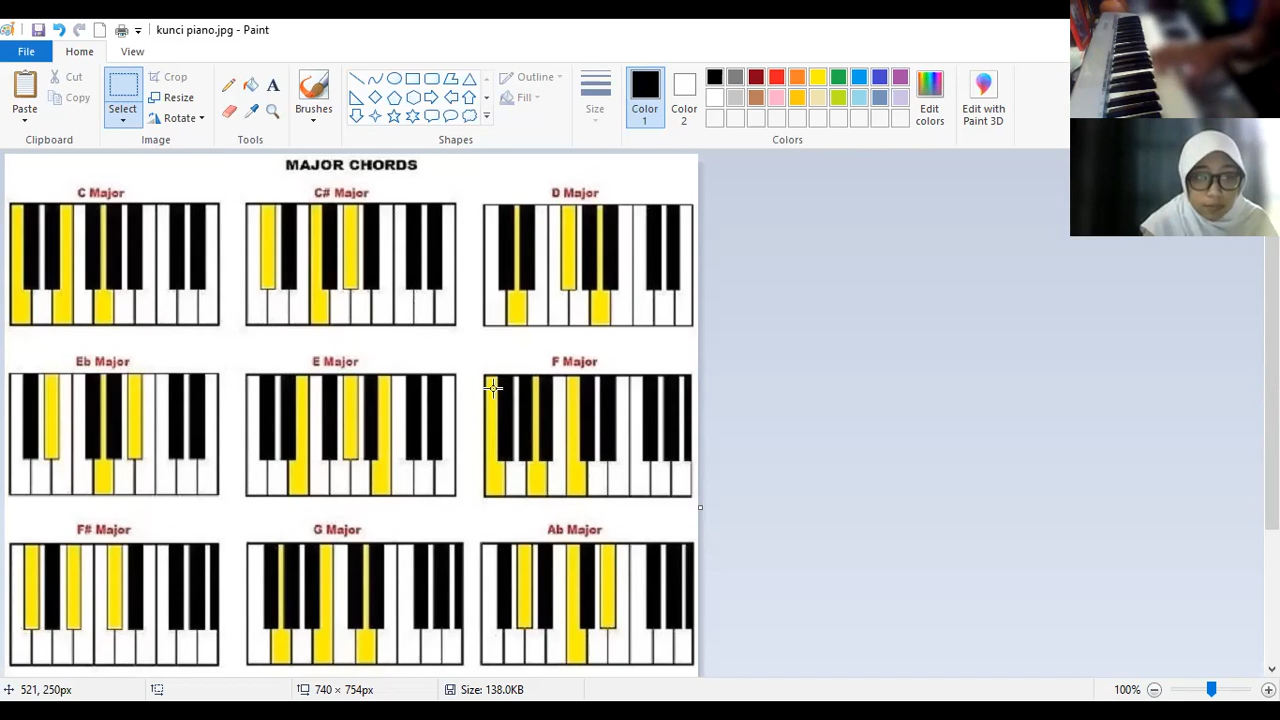 kunci piano.jpg - Paint
File Home View
Paste
Cut
Copy
Clipboard
Select
Crop
Resize
Rotate
Image
A
Tools
Brushes
Outline
Fill
Shapes
Size
Color 1
Color 2
Edit colors
Edit with Paint 3D
Colors
MAJOR CHORDS
C Major C# Major D Major
Eb Major E Major F Major
F# Major G Major Ab Major
521, 250px 740 × 754px Size: 138.0KB 100%